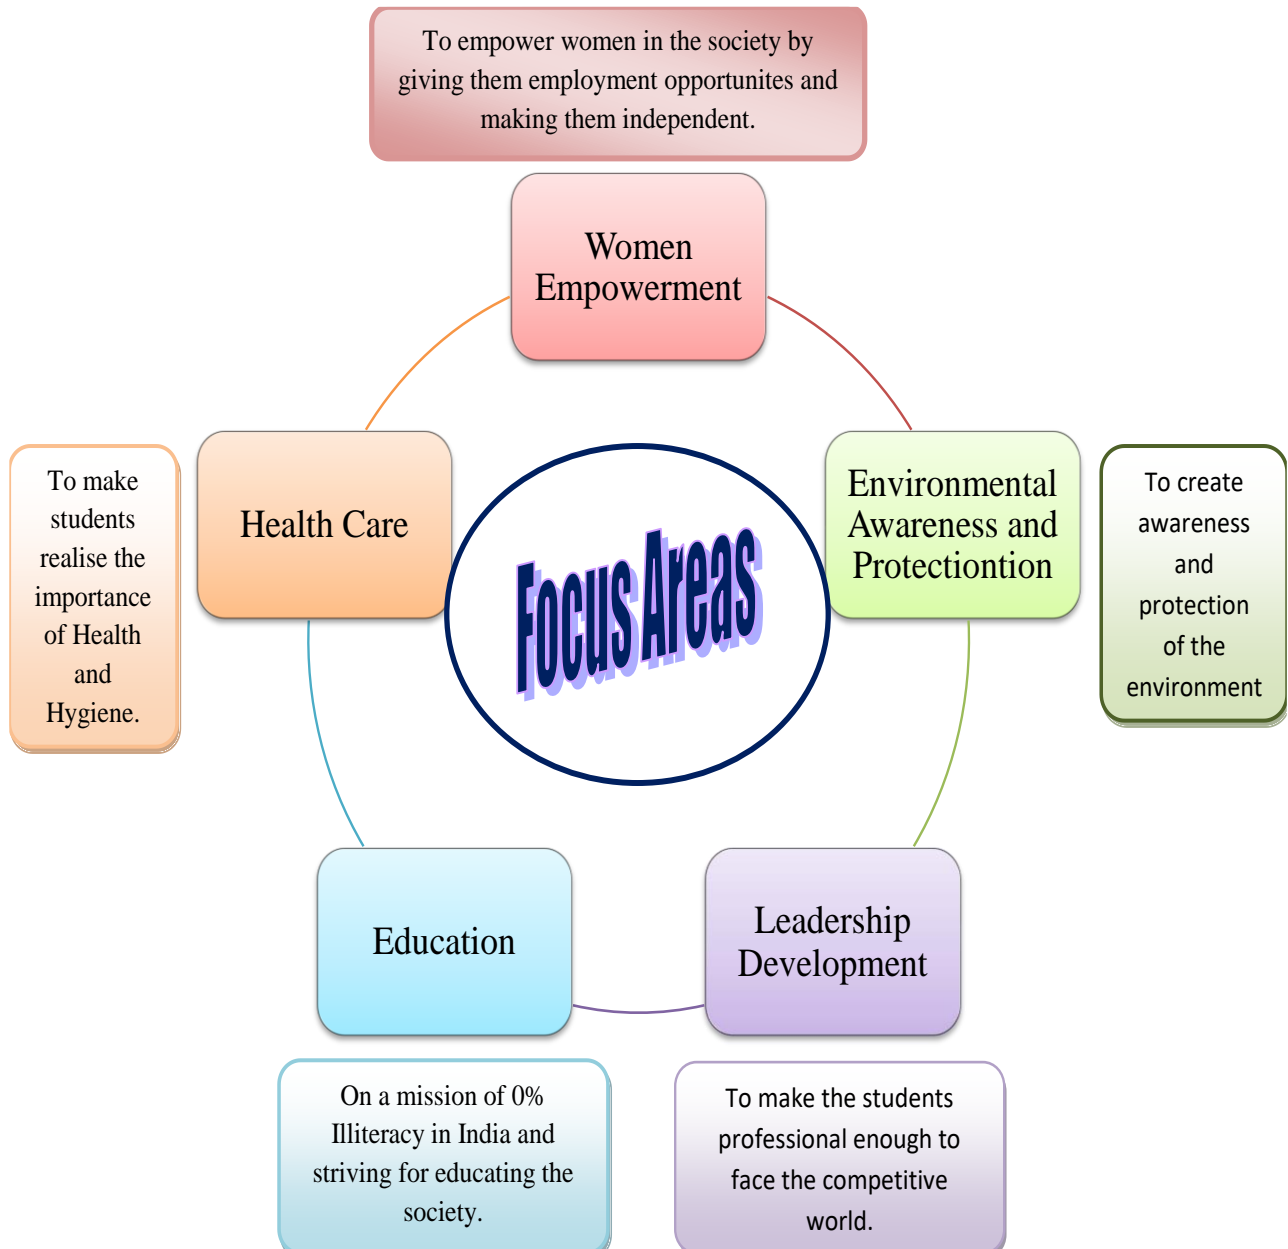 To empower women in the society by
giving them employment opportunites and
making them independent.
Women
Empowerment
Health Care
To make
students
realise the
importance
of Health
and
Hygiene.
Focus Areas
Environmental
Awareness and
Protectiontion
To create
awareness
and
protection
of the
environment
Education
Leadership
Development
On a mission of 0%
Illiteracy in India and
striving for educating the
society.
To make the students
professional enough to
face the competitive
world.